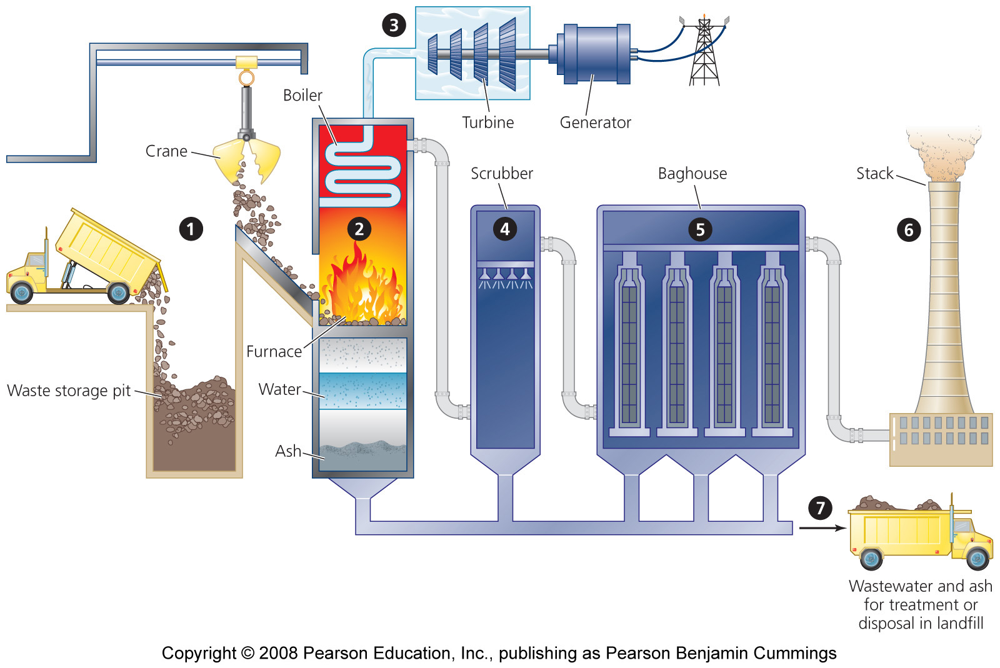 3
Boiler
Turbine
Generator
Crane
Scrubber
Baghouse
Stack
1
2
4
5
6
Furnace
Waste storage pit
Water
Ash
7
Wastewater and ash
for treatment or
disposal in landfill
Copyright © 2008 Pearson Education, Inc., publishing as Pearson Benjamin Cummings